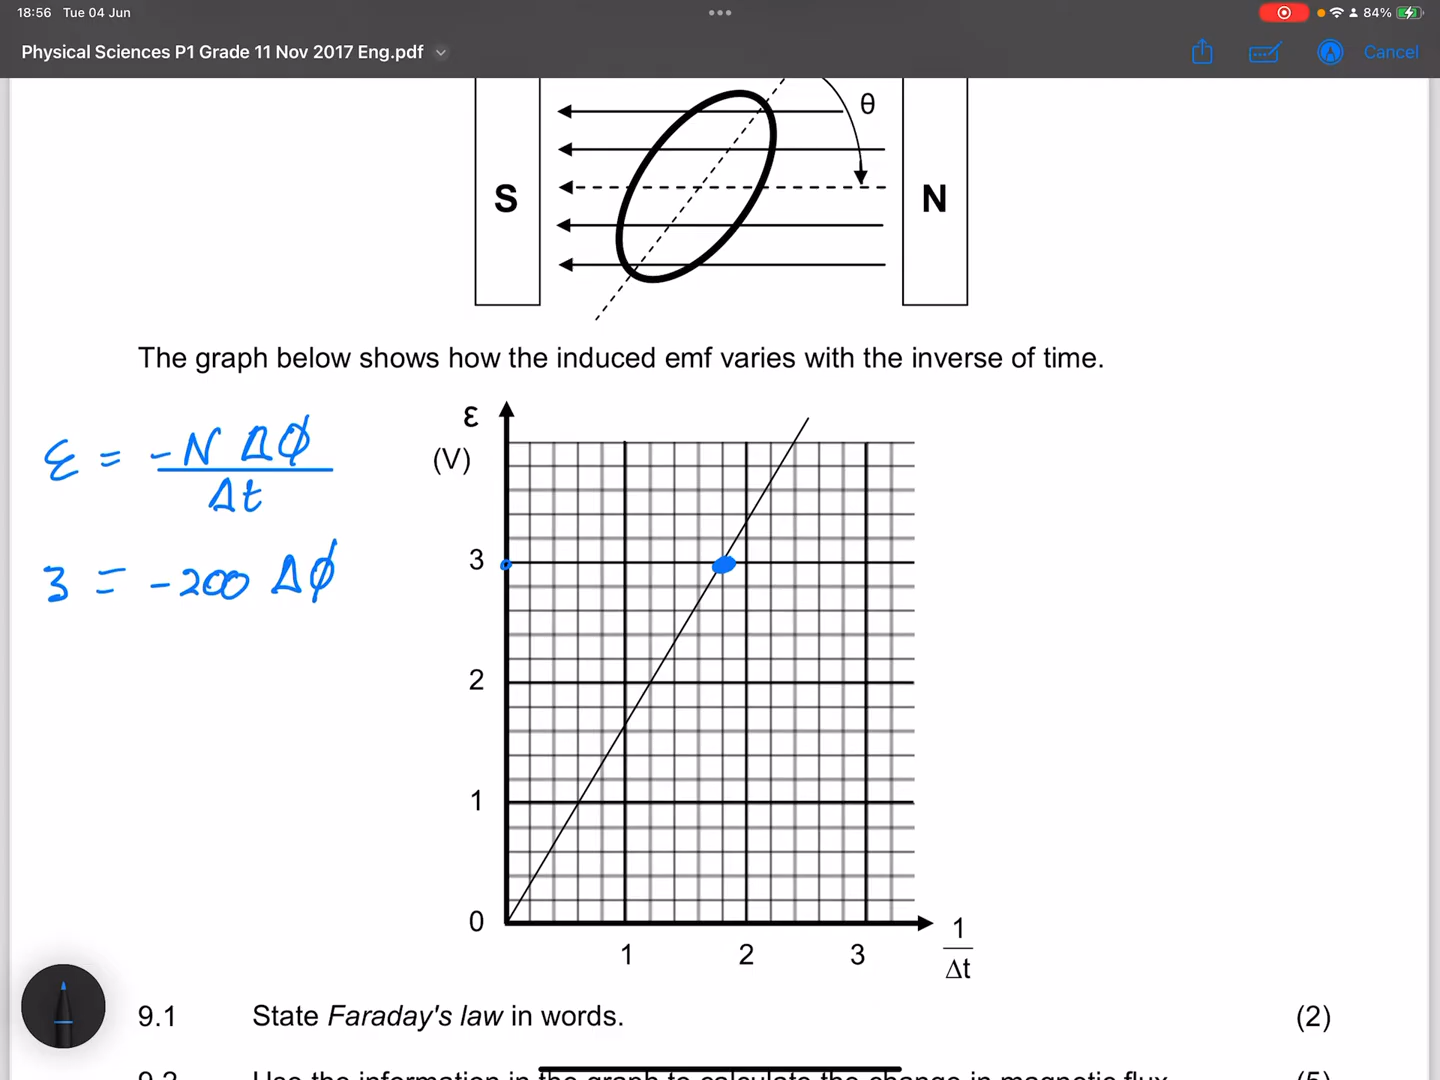 18:56 Tue 04 Jun
84%
Physical Sciences P1 Grade 11 Nov 2017 Eng.pdf
Cancel
θ
S
N
The graph below shows how the induced emf varies with the inverse of time.
ε
(V)
ε = -N Δφ
Δt
3 = -200 Δφ
3
2
1
0
1 2 3
1
Δt
9.1 State Faraday's law in words. (2)